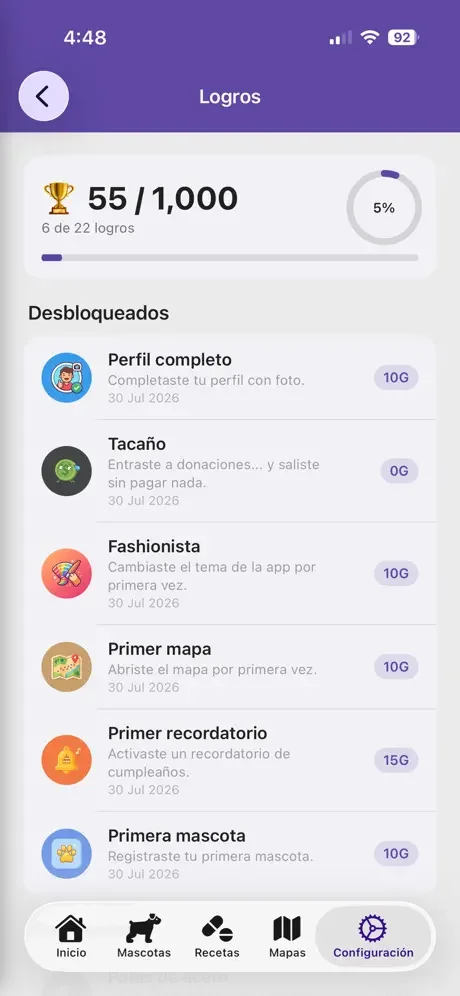 4:48
92
Logros
55 / 1,000
6 de 22 logros
5%
Desbloqueados
Perfil completo
Completaste tu perfil con foto.
30 Jul 2026
10G
Tacaño
Entraste a donaciones... y saliste
sin pagar nada.
30 Jul 2026
0G
Fashionista
Cambiaste el tema de la app por
primera vez.
30 Jul 2026
10G
Primer mapa
Abriste el mapa por primera vez.
30 Jul 2026
10G
Primer recordatorio
Activaste un recordatorio de
cumpleaños.
30 Jul 2026
15G
Primera mascota
Registraste tu primera mascota.
30 Jul 2026
10G
Inicio
Mascotas
Recetas
Mapas
Configuración